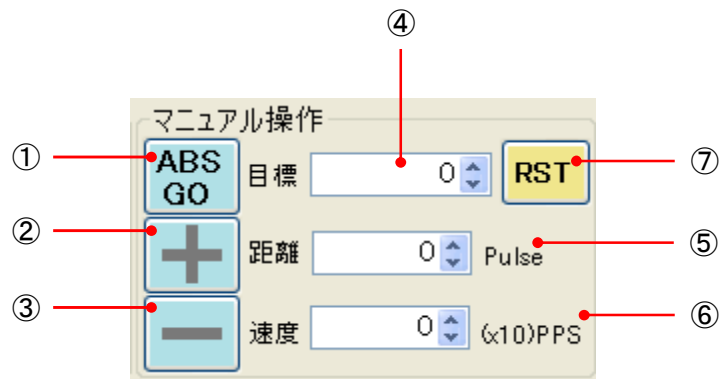 ④
マニュアル操作
① ABS GO 目標 0 RST ⑦
② + 距離 0 Pulse ⑤
③ - 速度 0 (x10)PPS ⑥